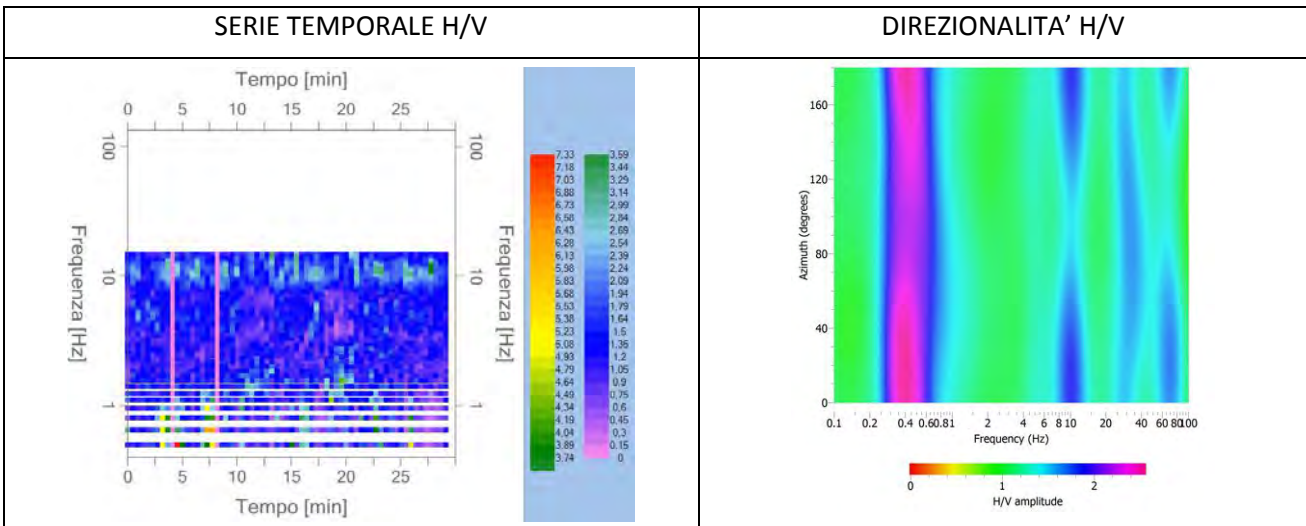 SERIE TEMPORALE H/V
DIREZIONALITA’ H/V
Tempo [min]
0 5 10 15 20 25
100 100
Frequenza [Hz]
Frequenza [Hz]
10 10
1 1
0 5 10 15 20 25
Tempo [min]
7,33 3,59
7,18 3,44
7,03 3,29
6,88 3,14
6,73 2,99
6,58 2,84
6,43 2,69
6,28 2,54
6,13 2,39
5,98 2,24
5,83 2,09
5,68 1,94
5,53 1,79
5,38 1,64
5,23 1,5
5,08 1,35
4,93 1,2
4,79 1,05
4,64 0,9
4,49 0,75
4,34 0,6
4,19 0,45
4,04 0,3
3,89 0,15
3,74 0
160
120
80
40
0
Azimuth (degrees)
0.1 0.2 0.4 0.60.81 2 4 6 8 10 20 40 60 80100
Frequency (Hz)
0 1 2
H/V amplitude